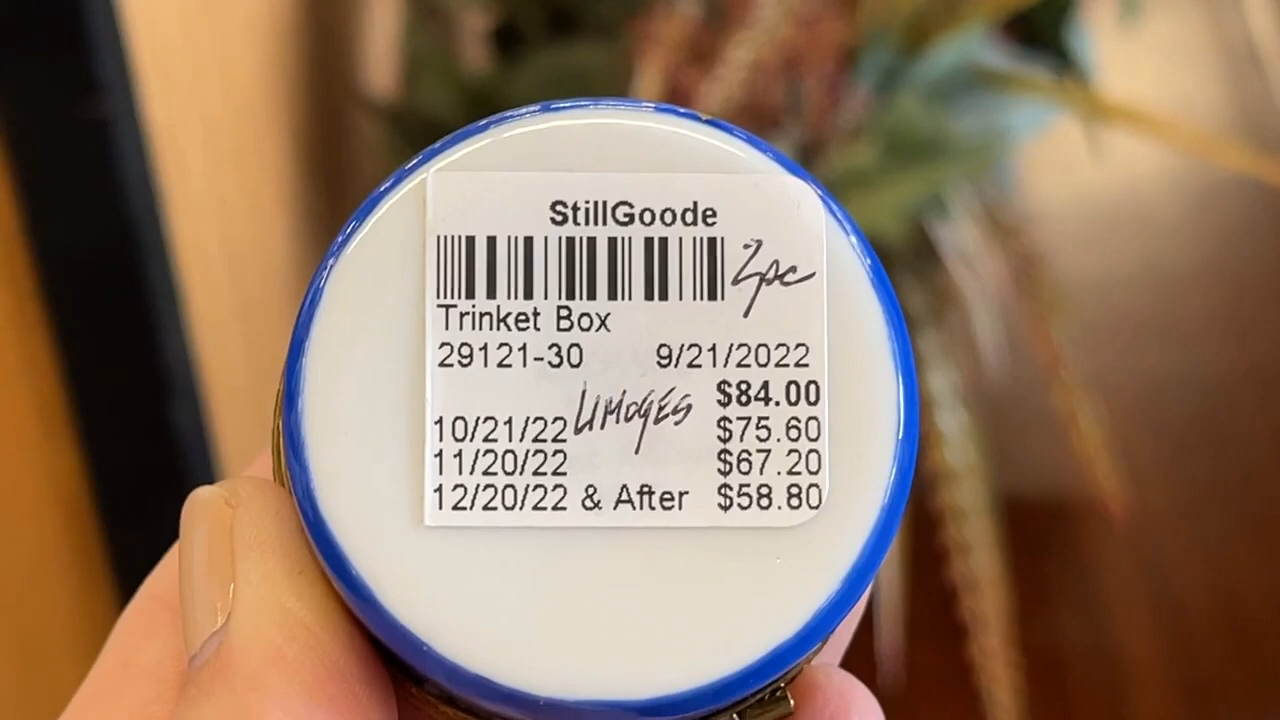 StillGoode
2pc
Trinket Box
29121-30 9/21/2022
$84.00
LIMOGES
10/21/22 $75.60
11/20/22 $67.20
12/20/22 & After $58.80